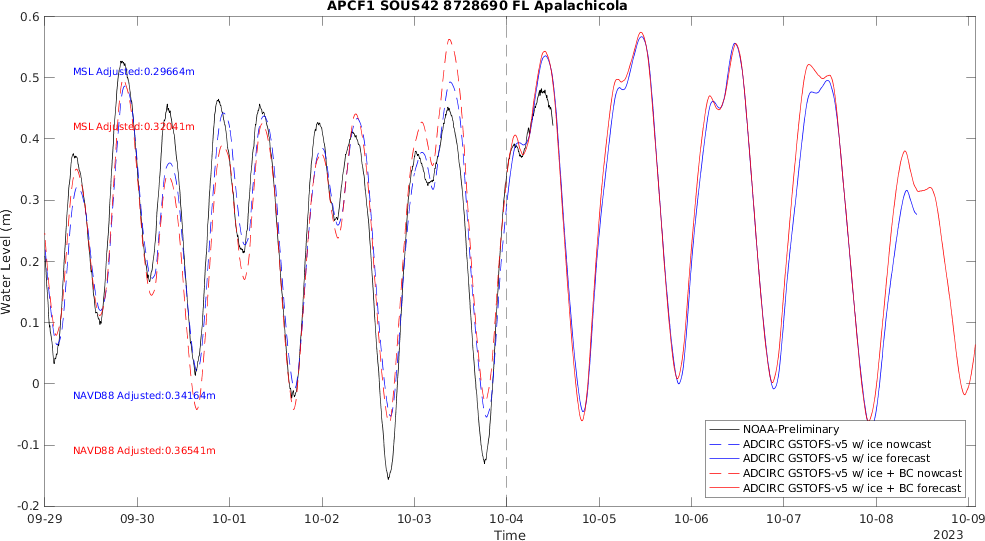 APCF1 SOUS42 8728690 FL Apalachicola
0.6
0.5
0.4
0.3
0.2
0.1
0
-0.1
-0.2
Water Level (m)
MSL Adjusted:0.29664m
MSL Adjusted:0.32041m
NAVD88 Adjusted:0.34164m
NAVD88 Adjusted:0.36541m
NOAA-Preliminary
ADCIRC GSTOFS-v5 w/ ice nowcast
ADCIRC GSTOFS-v5 w/ ice forecast
ADCIRC GSTOFS-v5 w/ ice + BC nowcast
ADCIRC GSTOFS-v5 w/ ice + BC forecast
09-29 09-30 10-01 10-02 10-03 10-04 10-05 10-06 10-07 10-08 10-09
Time
2023